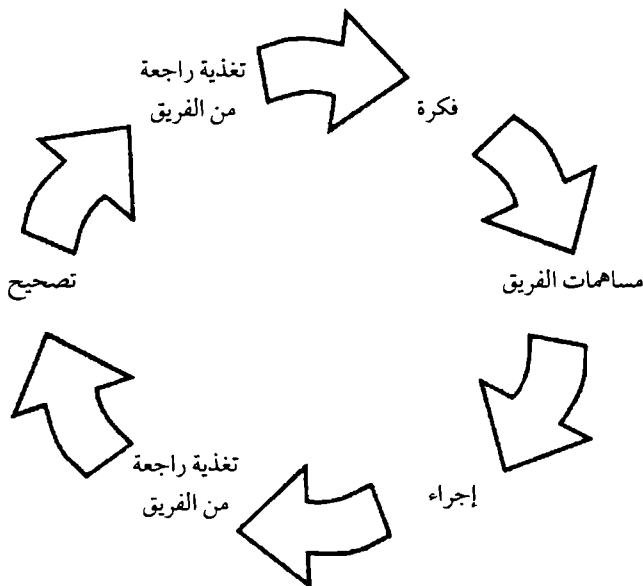 تغذية راجعة
من الفريق
فكرة
مساهمات الفريق
إجراء
تغذية راجعة
من الفريق
تصحيح